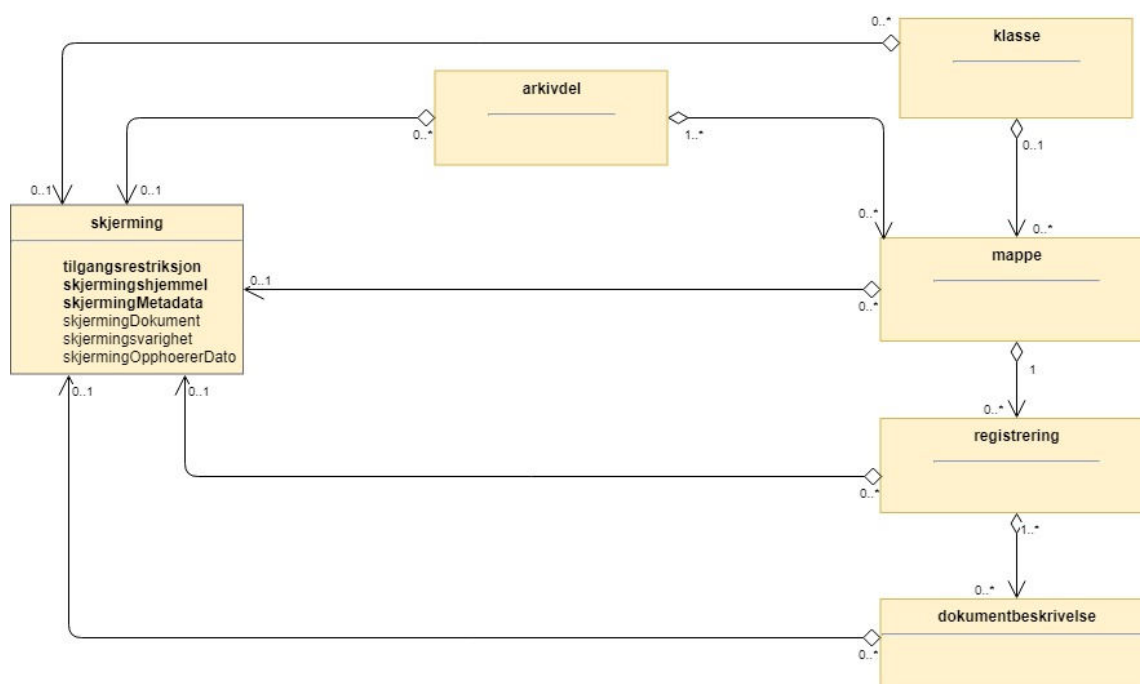 0..*
klasse
arkivdel
0..*
1..*
0..1
0..1
0..1
skjerming
0..*
0..*
mappe
tilgangsrestriksjon
skjermingshjemmel
skjermingMetadata
skjermingDokument
skjermingsvarighet
skjermingOpphoererDato
0..1
0..*
1
0..1
0..1
0..*
registrering
0..*
1..*
0..*
dokumentbeskrivelse
0..*